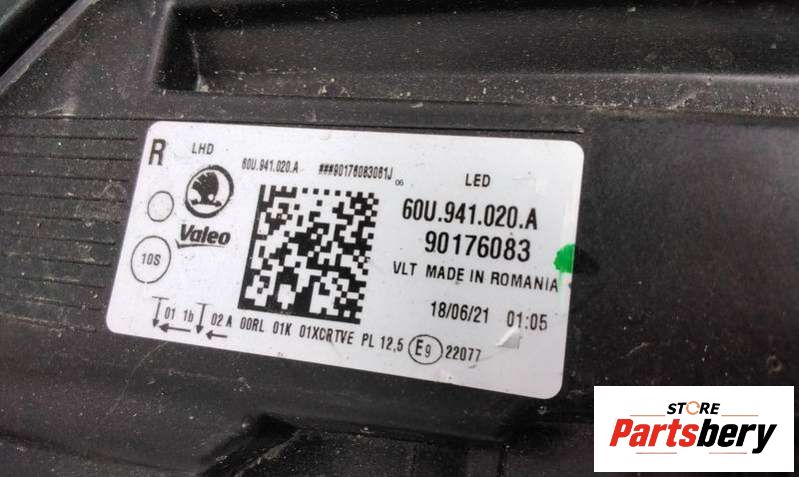 R LHD
60U.941.020.A ###90176083061J 06
LED
60U.941.020.A
90176083
Valeo
VLT MADE IN ROMANIA
10S
18/06/21 01:05
01 1b 02 A 00RL 01K 01XCRTVE PL 12,5 E9 22077
STORE
Partsbery